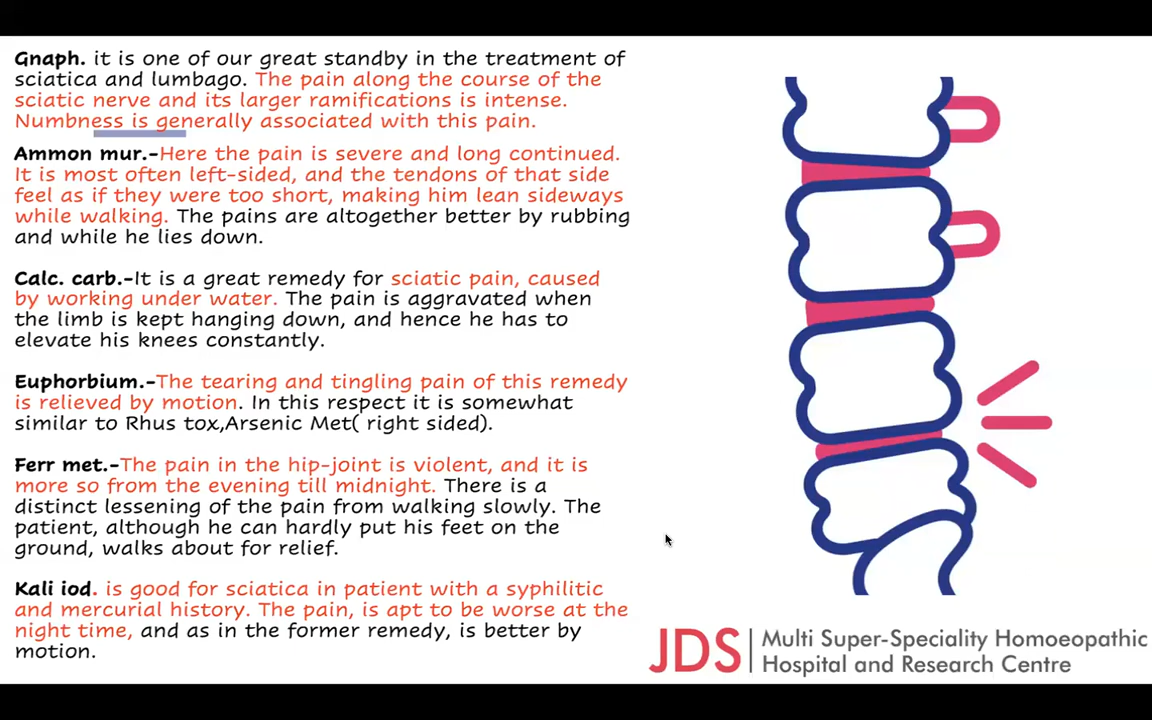 Gnaph. it is one of our great standby in the treatment of
sciatica and lumbago. The pain along the course of the
sciatic nerve and its larger ramifications is intense.
Numbness is generally associated with this pain.
Ammon mur.-Here the pain is severe and long continued.
It is most often left-sided, and the tendons of that side
feel as if they were too short, making him lean sideways
while walking. The pains are altogether better by rubbing
and while he lies down.
Calc. carb.-It is a great remedy for sciatic pain, caused
by working under water. The pain is aggravated when
the limb is kept hanging down, and hence he has to
elevate his knees constantly.
Euphorbium.-The tearing and tingling pain of this remedy
is relieved by motion. In this respect it is somewhat
similar to Rhus tox,Arsenic Met( right sided).
Ferr met.-The pain in the hip-joint is violent, and it is
more so from the evening till midnight. There is a
distinct lessening of the pain from walking slowly. The
patient, although he can hardly put his feet on the
ground, walks about for relief.
Kali iod. is good for sciatica in patient with a syphilitic
and mercurial history. The pain, is apt to be worse at the
night time, and as in the former remedy, is better by
motion.
JDS
Multi Super-Speciality Homoeopathic
Hospital and Research Centre